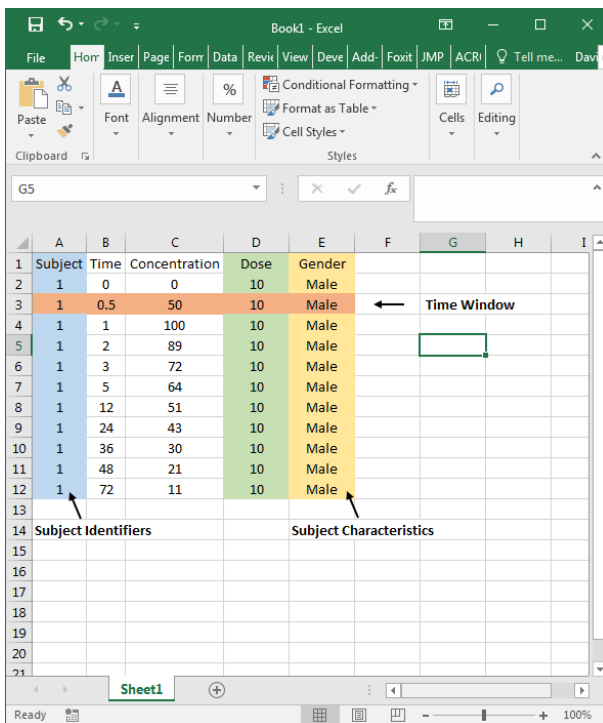 Book1 - Excel
File Hom Inser Page Form Data Revie View Deve Add- Foxit JMP ACRI Tell me... Davi
Paste Font Alignment Number Conditional Formatting Format as Table Cell Styles Cells Editing
Clipboard Styles
G5 fx
A B C D E F G H I
1 Subject Time Concentration Dose Gender
2 1 0 0 10 Male
3 1 0.5 50 10 Male Time Window
4 1 1 100 10 Male
5 1 2 89 10 Male
6 1 3 72 10 Male
7 1 5 64 10 Male
8 1 12 51 10 Male
9 1 24 43 10 Male
10 1 36 30 10 Male
11 1 48 21 10 Male
12 1 72 11 10 Male
13
14 Subject Identifiers Subject Characteristics
15
16
17
18
19
20
21
Sheet1
Ready 100%